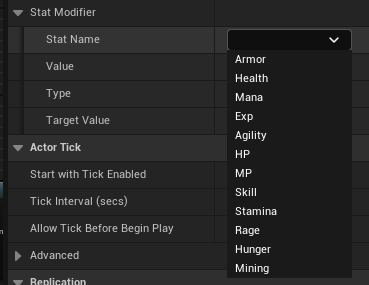 Stat Modifier
Stat Name
Value
Type
Target Value
Actor Tick
Start with Tick Enabled
Tick Interval (secs)
Allow Tick Before Begin Play
Advanced
Replication
Armor
Health
Mana
Exp
Agility
HP
MP
Skill
Stamina
Rage
Hunger
Mining